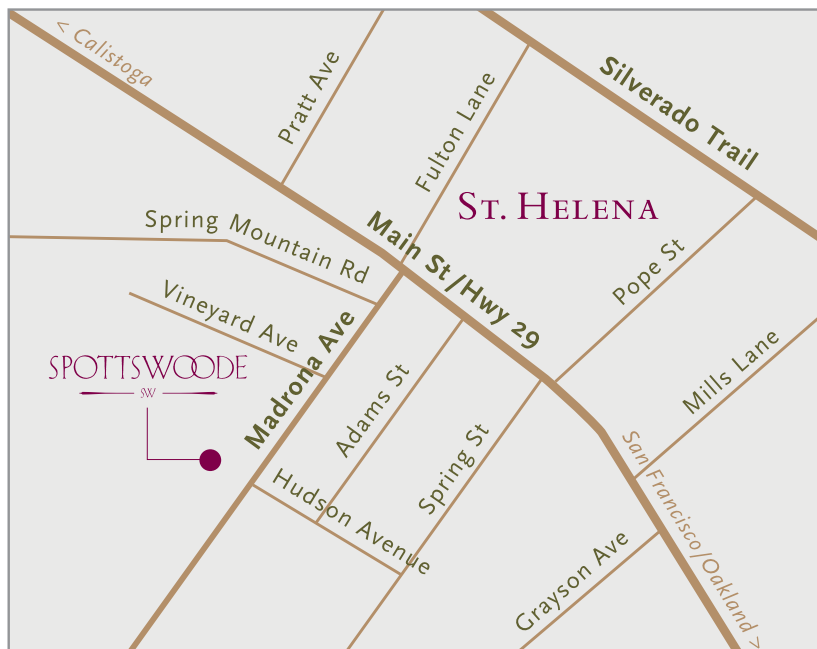 < Calistoga
Pratt Ave
Fulton Lane
Silverado Trail
ST. HELENA
Spring Mountain Rd
Main St/Hwy 29
Pope St
Vineyard Ave
Madrona Ave
SPOTTSWOODE
SW
Adams St
Mills Lane
Spring St
Hudson Avenue
San Francisco/Oakland >
Grayson Ave